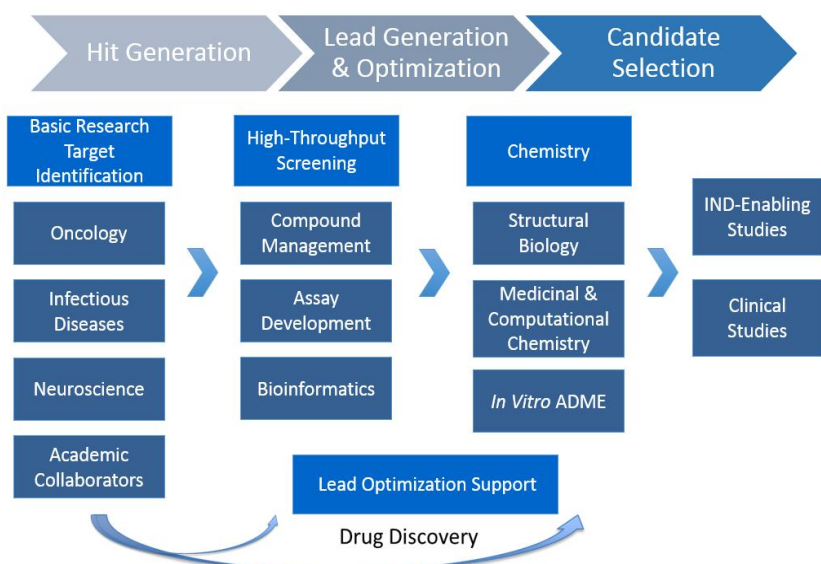 Hit Generation
Lead Generation
& Optimization
Candidate
Selection
Basic Research
Target
Identification
Oncology
Infectious
Diseases
Neuroscience
Academic
Collaborators
High-Throughput
Screening
Compound
Management
Assay
Development
Bioinformatics
Chemistry
Structural
Biology
Medicinal &
Computational
Chemistry
In Vitro ADME
IND-Enabling
Studies
Clinical
Studies
Lead Optimization Support
Drug Discovery